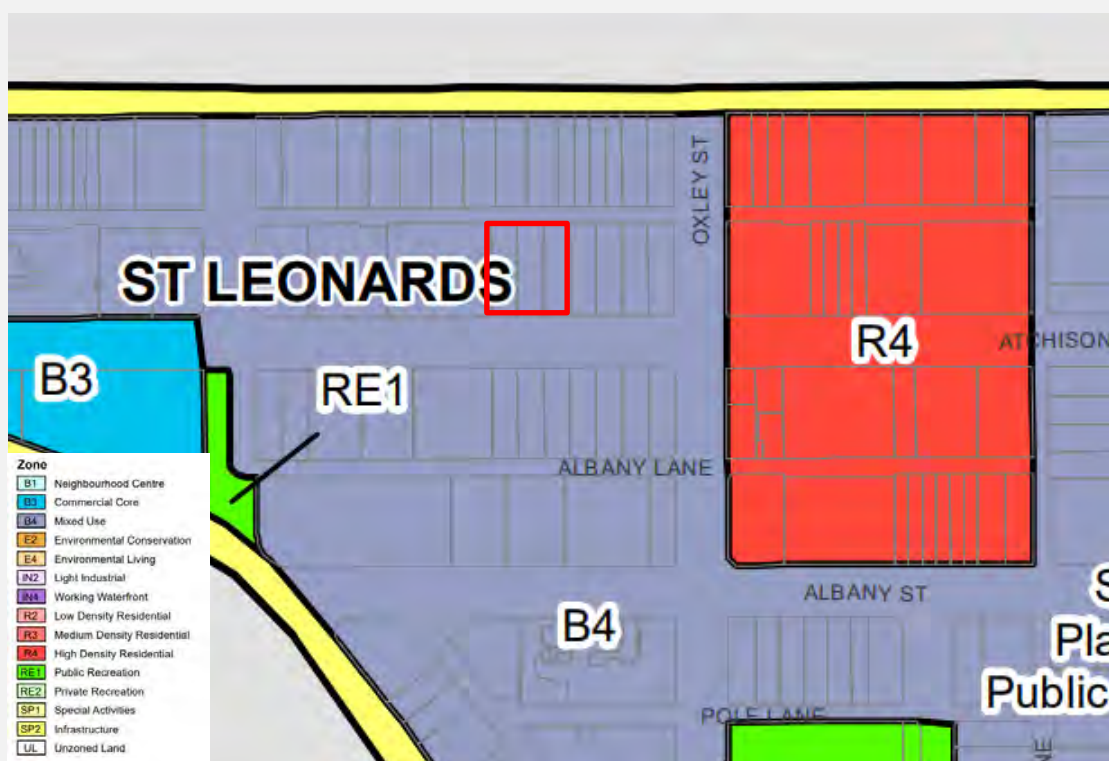 OXLEY ST
ST LEONARDS
R4
ATCHISON
B3
RE1
ALBANY LANE
ALBANY ST
B4
S
Pla
Public
POLE LANE
NE
Zone
B1 Neighbourhood Centre
B3 Commercial Core
B4 Mixed Use
E2 Environmental Conservation
E4 Environmental Living
IN2 Light Industrial
IN4 Working Waterfront
R2 Low Density Residential
R3 Medium Density Residential
R4 High Density Residential
RE1 Public Recreation
RE2 Private Recreation
SP1 Special Activities
SP2 Infrastructure
UL Unzoned Land